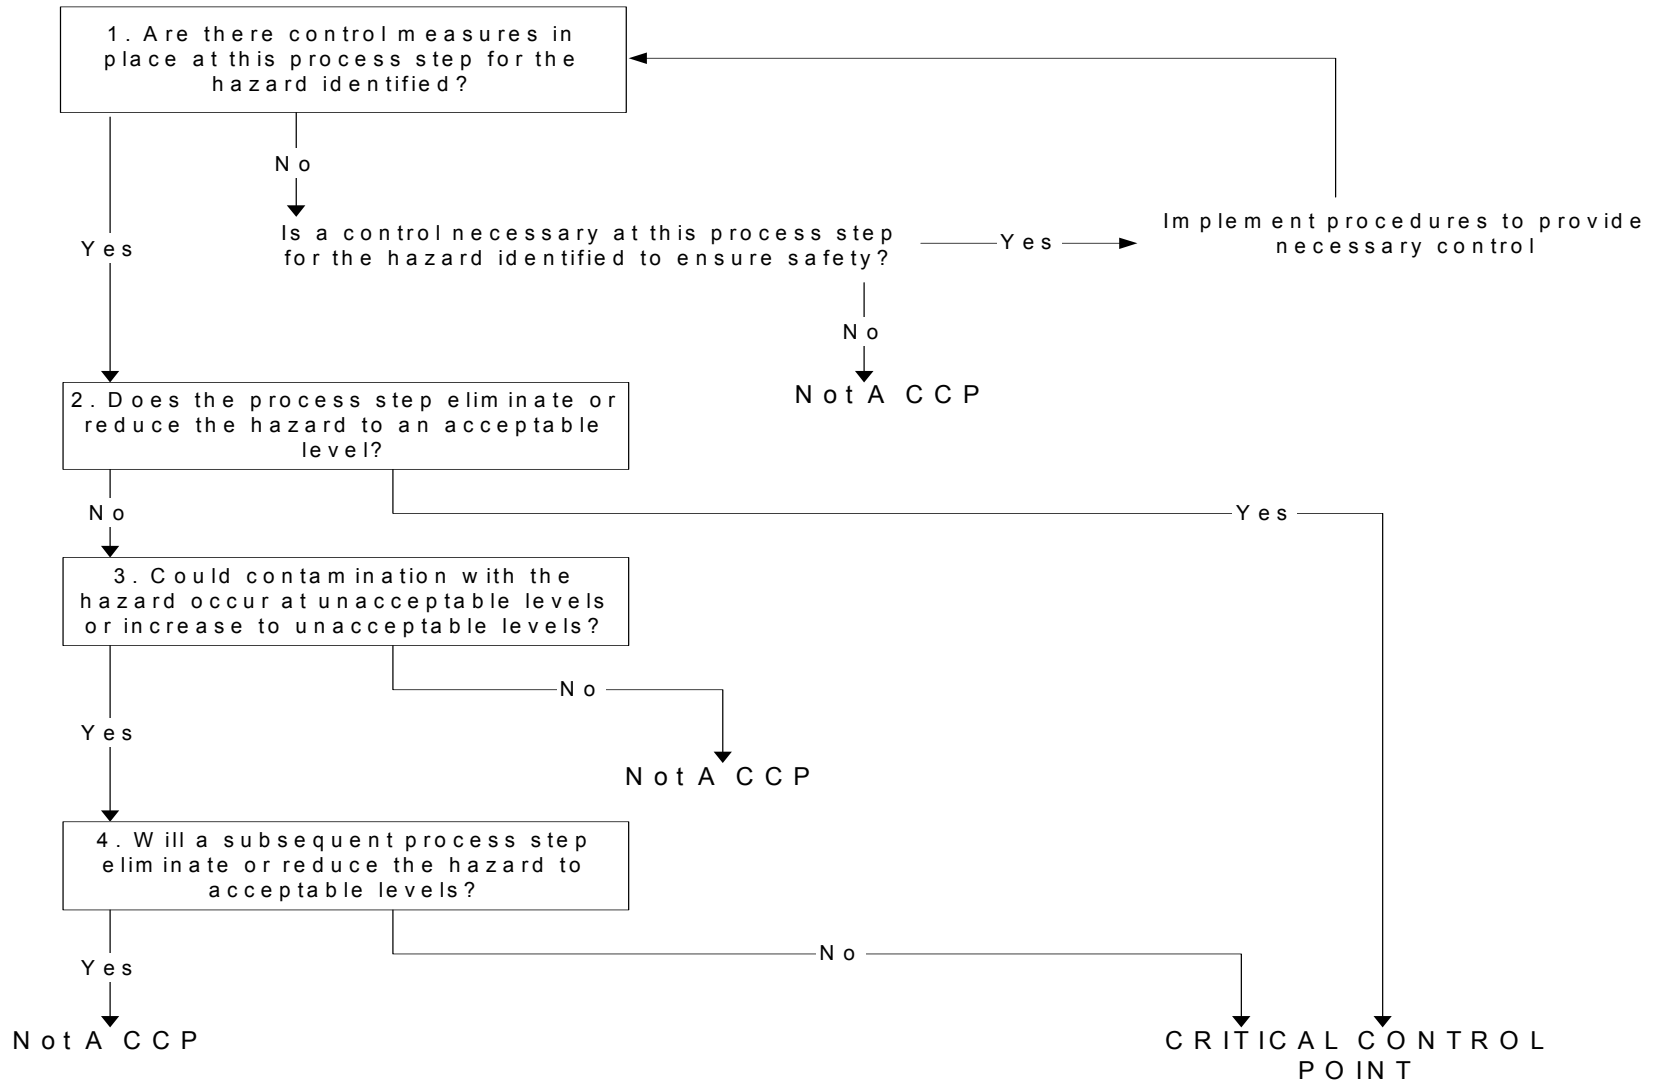 1. Are there control measures in
place at this process step for the
hazard identified?
No
Yes
Is a control necessary at this process step
for the hazard identified to ensure safety?
Yes
Implement procedures to provide
necessary control
No
Not A CCP
2. Does the process step eliminate or
reduce the hazard to an acceptable
level?
No
Yes
3. Could contamination with the
hazard occur at unacceptable levels
or increase to unacceptable levels?
No
Yes
Not A CCP
4. Will a subsequent process step
eliminate or reduce the hazard to
acceptable levels?
No
Yes
Not A CCP
CRITICAL CONTROL
POINT